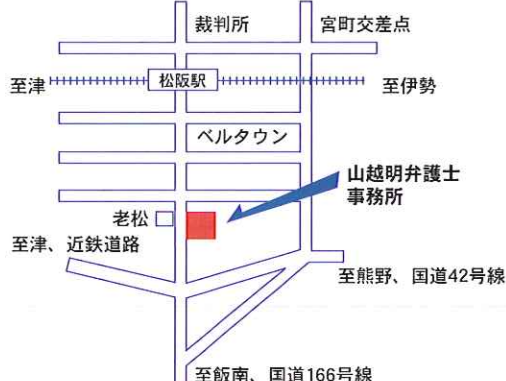 裁判所
宮町交差点
至津
松阪駅
至伊勢
ベルタウン
山越明弁護士
事務所
老松
至津、近鉄道路
至熊野、国道42号線
至飯南、国道166号線